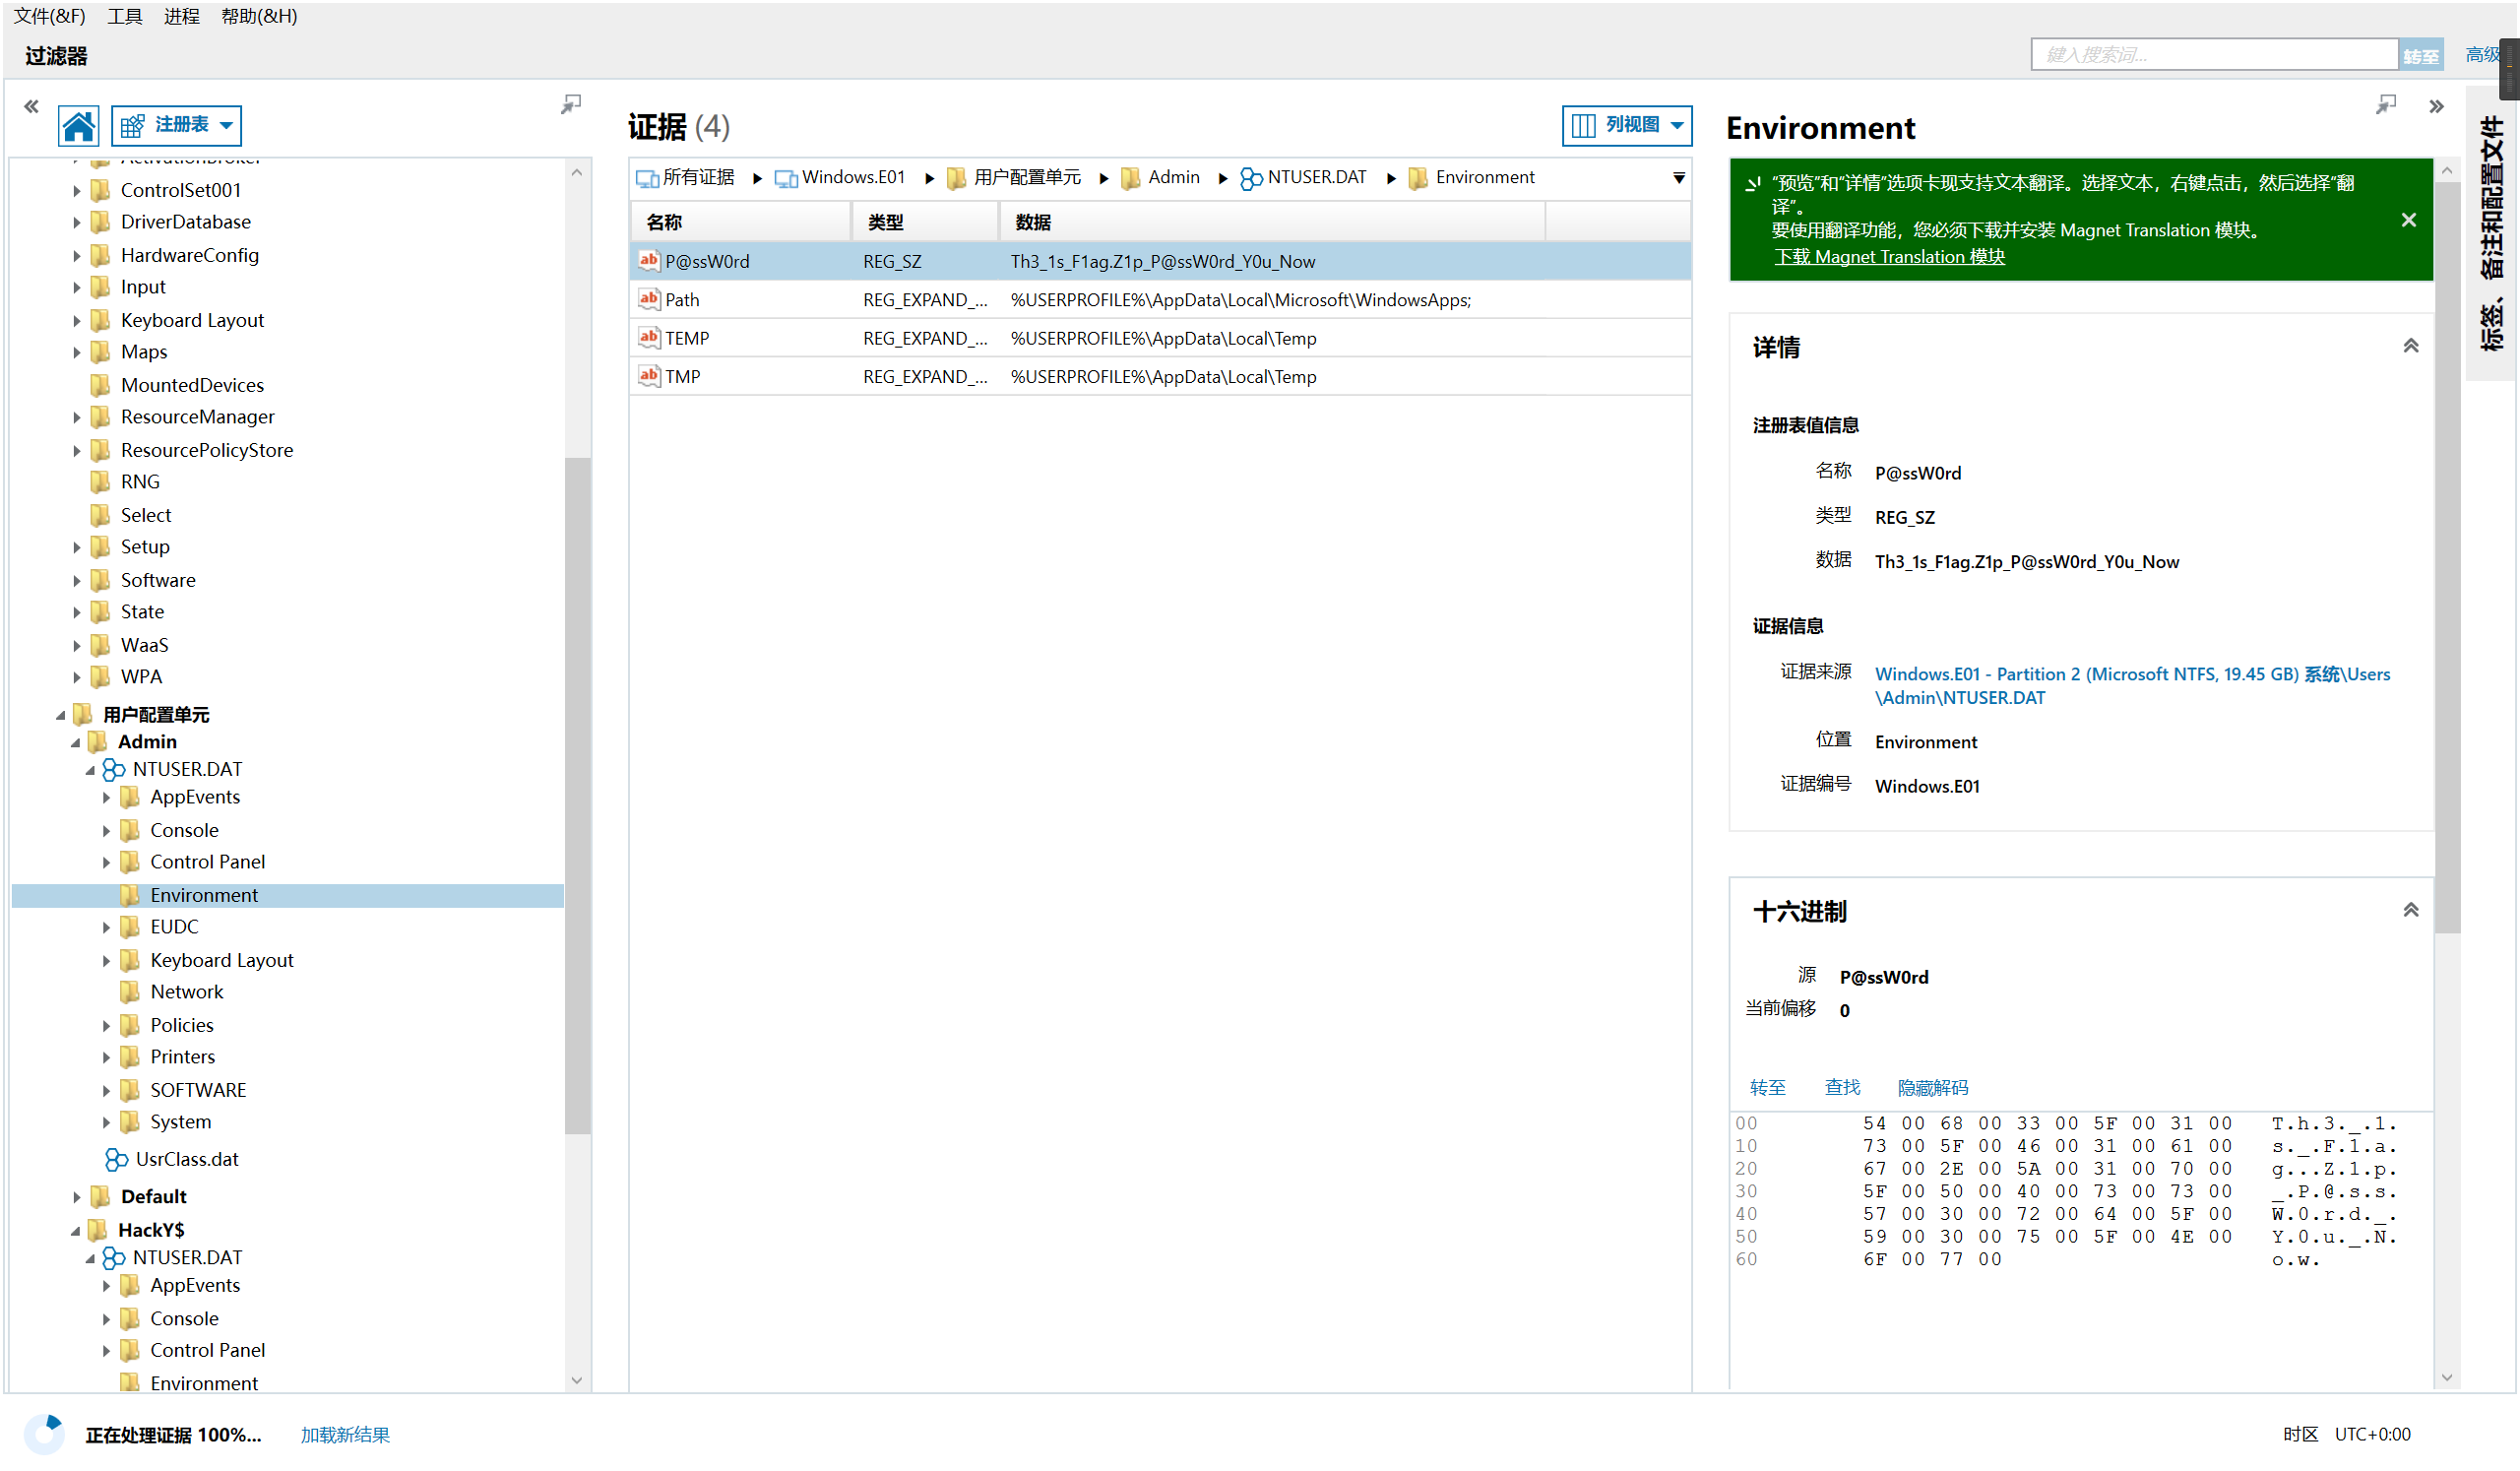 文件(&F) 工具 进程 帮助(&H)
过滤器
键入搜索词... 转至 高级
注册表
ActivationBroker
ControlSet001
DriverDatabase
HardwareConfig
Input
Keyboard Layout
Maps
MountedDevices
ResourceManager
ResourcePolicyStore
RNG
Select
Setup
Software
State
WaaS
WPA
用户配置单元
Admin
NTUSER.DAT
AppEvents
Console
Control Panel
Environment
EUDC
Keyboard Layout
Network
Policies
Printers
SOFTWARE
System
UsrClass.dat
Default
HackY$
NTUSER.DAT
AppEvents
Console
Control Panel
Environment
证据 (4)
列视图
所有证据 Windows.E01 用户配置单元 Admin NTUSER.DAT Environment
名称 类型 数据
P@ssW0rd REG_SZ Th3_1s_F1ag.Z1p_P@ssW0rd_Y0u_Now
Path REG_EXPAND_... %USERPROFILE%\AppData\Local\Microsoft\WindowsApps;
TEMP REG_EXPAND_... %USERPROFILE%\AppData\Local\Temp
TMP REG_EXPAND_... %USERPROFILE%\AppData\Local\Temp
Environment
“预览”和“详情”选项卡现支持文本翻译。选择文本，右键点击，然后选择“翻
译”。
要使用翻译功能，您必须下载并安装 Magnet Translation 模块。
下载 Magnet Translation 模块
详情
注册表值信息
名称 P@ssW0rd
类型 REG_SZ
数据 Th3_1s_F1ag.Z1p_P@ssW0rd_Y0u_Now
证据信息
证据来源 Windows.E01 - Partition 2 (Microsoft NTFS, 19.45 GB) 系统\Users
\Admin\NTUSER.DAT
位置 Environment
证据编号 Windows.E01
十六进制
源 P@ssW0rd
当前偏移 0
转至 查找 隐藏解码
00 54 00 68 00 33 00 5F 00 31 00 T.h.3._.1.
10 73 00 5F 00 46 00 31 00 61 00 s._.F.1.a.
20 67 00 2E 00 5A 00 31 00 70 00 g...Z.1.p.
30 5F 00 50 00 40 00 73 00 73 00 _.P.@.s.s.
40 57 00 30 00 72 00 64 00 5F 00 W.0.r.d._.
50 59 00 30 00 75 00 5F 00 4E 00 Y.0.u._.N.
60 6F 00 77 00 o.w.
标签、备注和配置文件
正在处理证据 100%... 加载新结果
时区 UTC+0:00